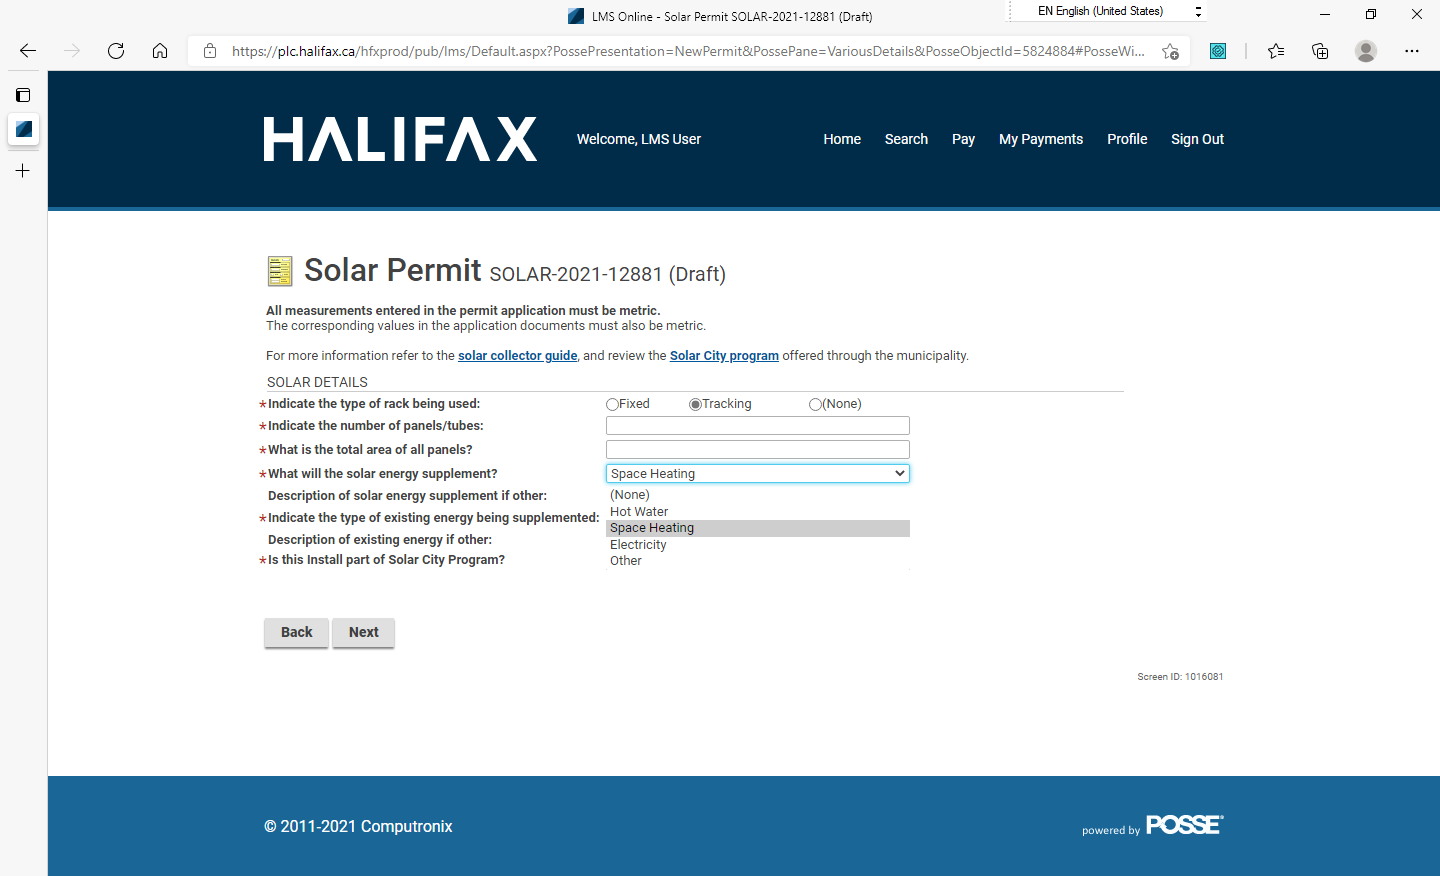 LMS Online - Solar Permit SOLAR-2021-12881 (Draft)
EN English (United States)
https://plc.halifax.ca/hfxprod/pub/lms/Default.aspx?PossePresentation=NewPermit&PossePane=VariousDetails&PosseObjectId=5824884#PosseWi...
HALIFAX
Welcome, LMS User
Home Search Pay My Payments Profile Sign Out
Solar Permit SOLAR-2021-12881 (Draft)
All measurements entered in the permit application must be metric.
The corresponding values in the application documents must also be metric.
For more information refer to the solar collector guide, and review the Solar City program offered through the municipality.
SOLAR DETAILS
*Indicate the type of rack being used: Fixed Tracking (None)
*Indicate the number of panels/tubes:
*What is the total area of all panels?
*What will the solar energy supplement? Space Heating
Description of solar energy supplement if other: (None)
Hot Water
*Indicate the type of existing energy being supplemented:
Space Heating
Description of existing energy if other: Electricity
*Is this Install part of Solar City Program? Other
Back Next
Screen ID: 1016081
© 2011-2021 Computronix
powered by POSSE